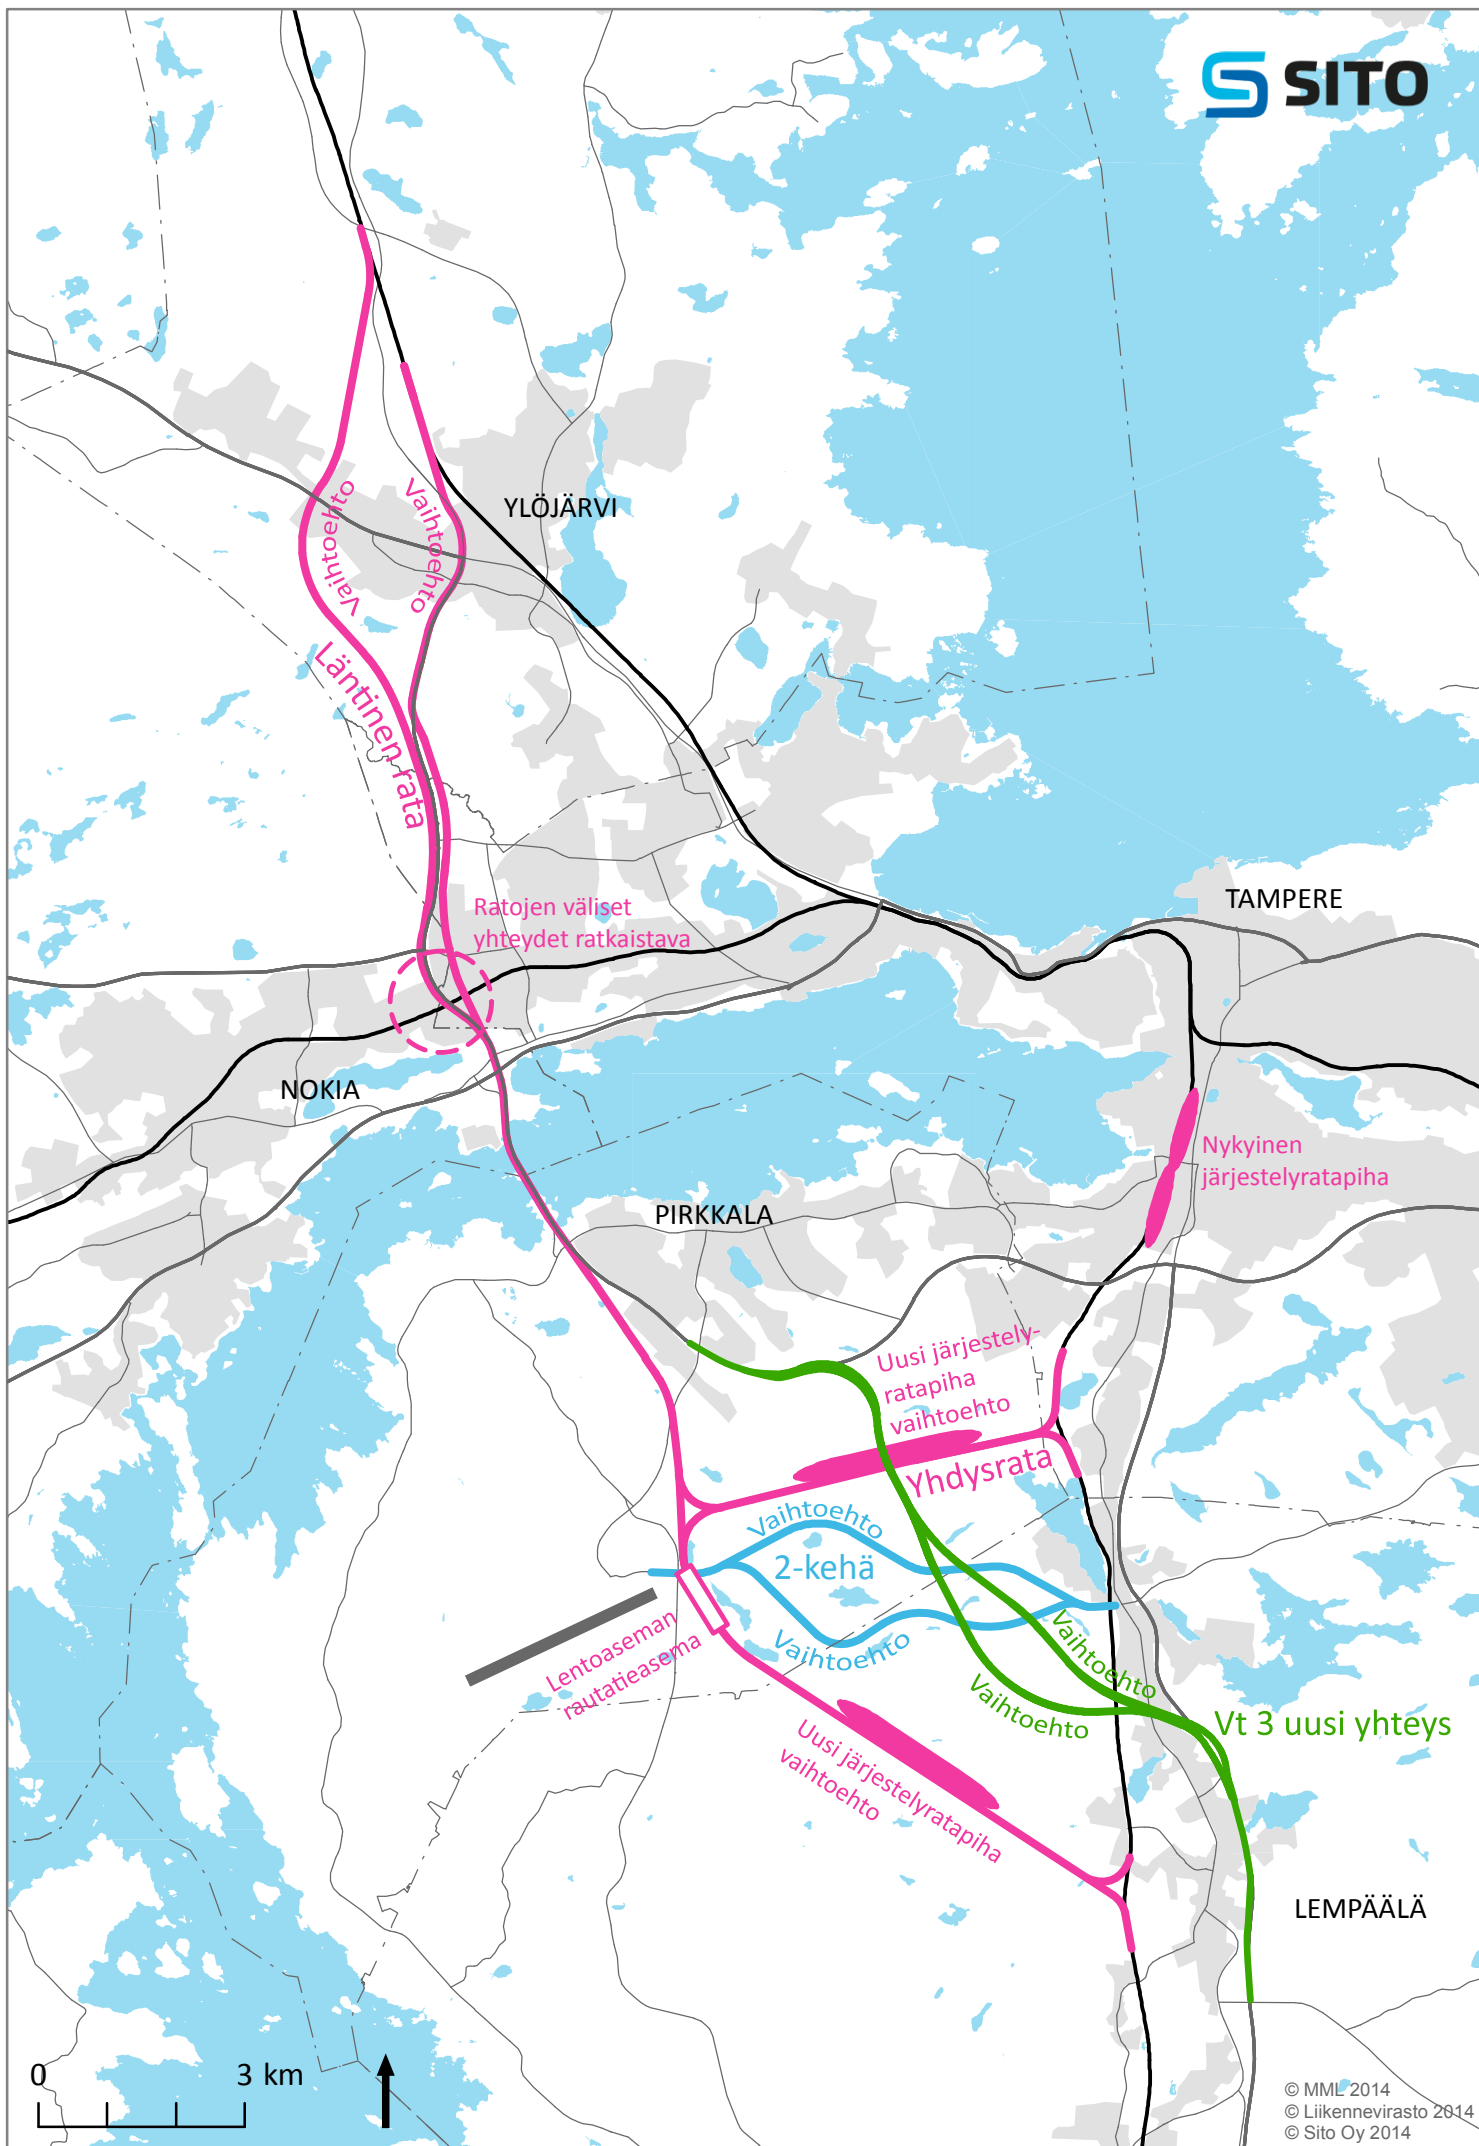 SITO
YLÖJÄRVI
Vaihtoehto
Vaihtoehto
Läntinen rata
Ratojen väliset
yhteydet ratkaistava
TAMPERE
NOKIA
Nykyinen
järjestelyratapiha
PIRKKALA
Uusi järjestely-
ratapiha
vaihtoehto
Yhdysrata
Vaihtoehto
2-kehä
Vaihtoehto
Lentoaseman
rautatieasema
Vaihtoehto
Vaihtoehto
Vt 3 uusi yhteys
Uusi järjestelyratapiha
vaihtoehto
LEMPÄÄLÄ
0 3 km
© MML 2014
© Liikennevirasto 2014
© Sito Oy 2014